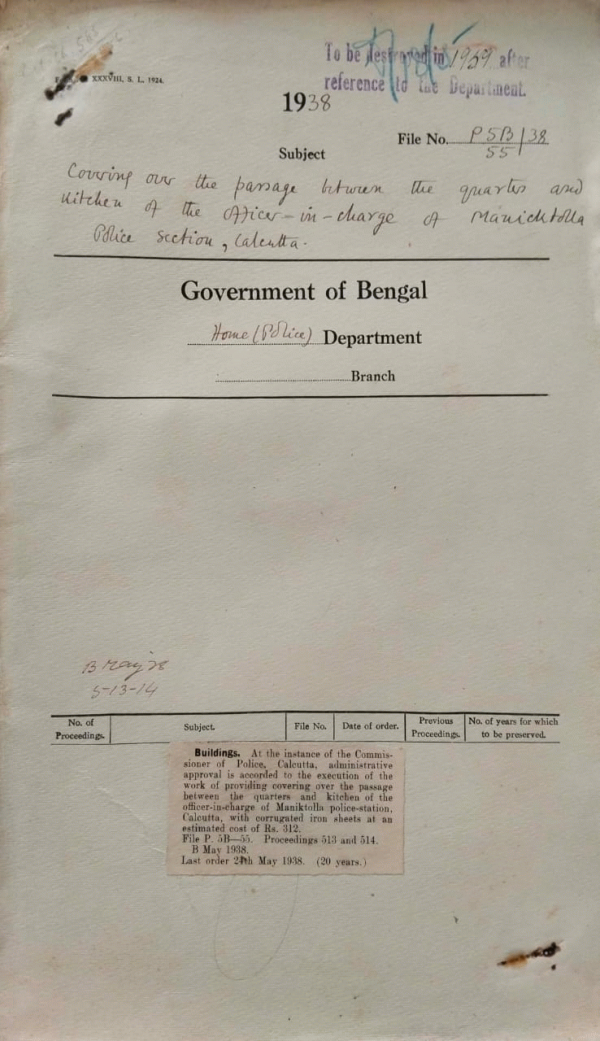 To be destroyed in 1959 after
reference to the Department.
XXXVIII, S. L., 1924.
1938
File No. P5B/38
55
Subject
Covering over the passage between the quarters and
kitchen of the officer-in-charge of Manicktolla
Police section, Calcutta.
Government of Bengal
Home (Police) Department
Branch
B May 38
5-13-14
No. of Proceedings. Subject. File No. Date of order. Previous Proceedings. No. of years for which to be preserved.
Buildings. At the instance of the Commis-
sioner of Police, Calcutta, administrative
approval is accorded to the execution of the
work of providing covering over the passage
between the quarters and kitchen of the
officer-in-charge of Maniktolla police-station,
Calcutta, with corrugated iron sheets at an
estimated cost of Rs. 312.
File P. 5B—55. Proceedings 513 and 514.
B May 1938.
Last order 24th May 1938. (20 years.)